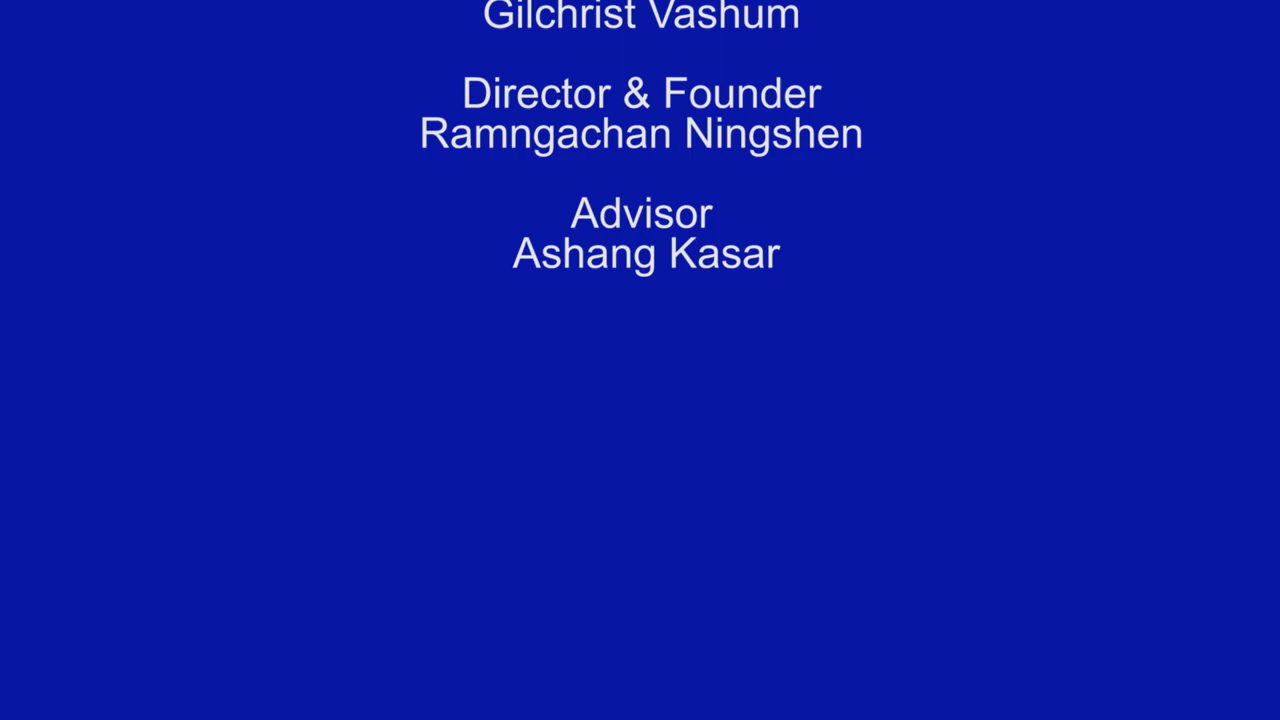 Gilchrist Vashum
Director & Founder
Ramngachan Ningshen
Advisor
Ashang Kasar